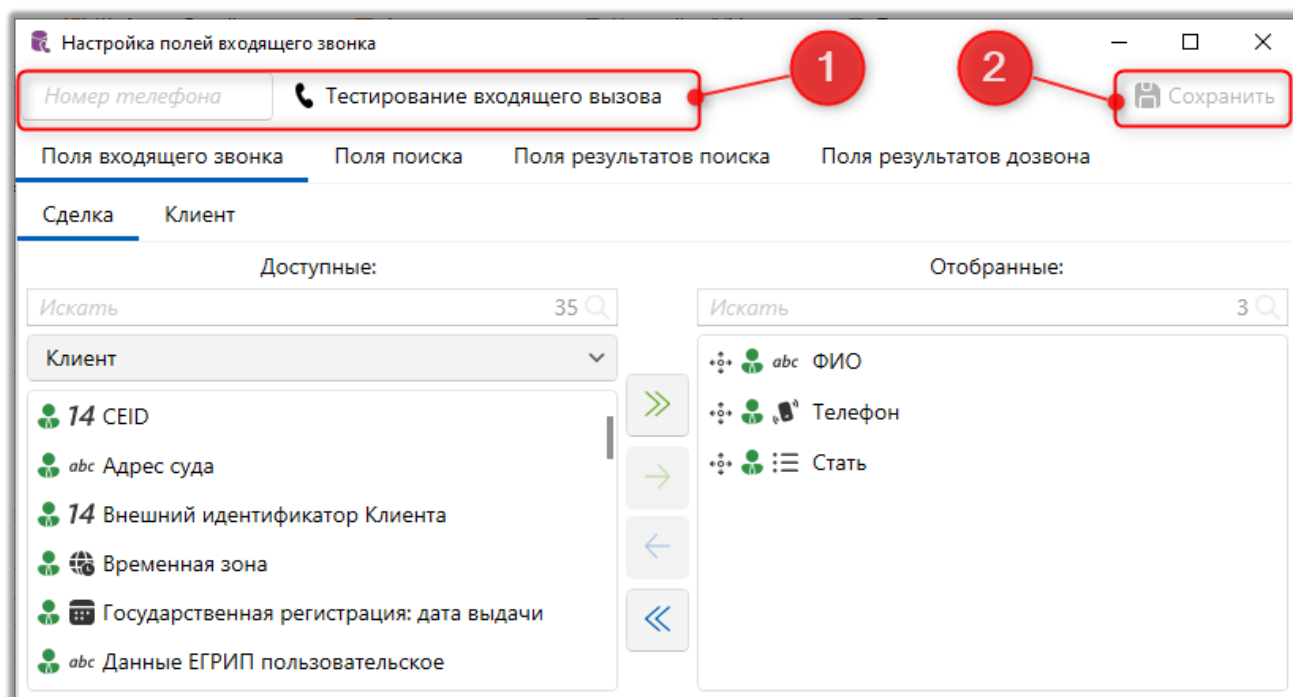 Настройка полей входящего звонка
1
2
Номер телефона
Тестирование входящего вызова
Сохранить
Поля входящего звонка Поля поиска Поля результатов поиска Поля результатов дозвона
Сделка Клиент
Доступные:
Отобранные:
Искать 35
Искать 3
Клиент
14 CEID
abc Адрес суда
14 Внешний идентификатор Клиента
Временная зона
Государственная регистрация: дата выдачи
abc Данные ЕГРИП пользовательское
abc ФИО
Телефон
Стать